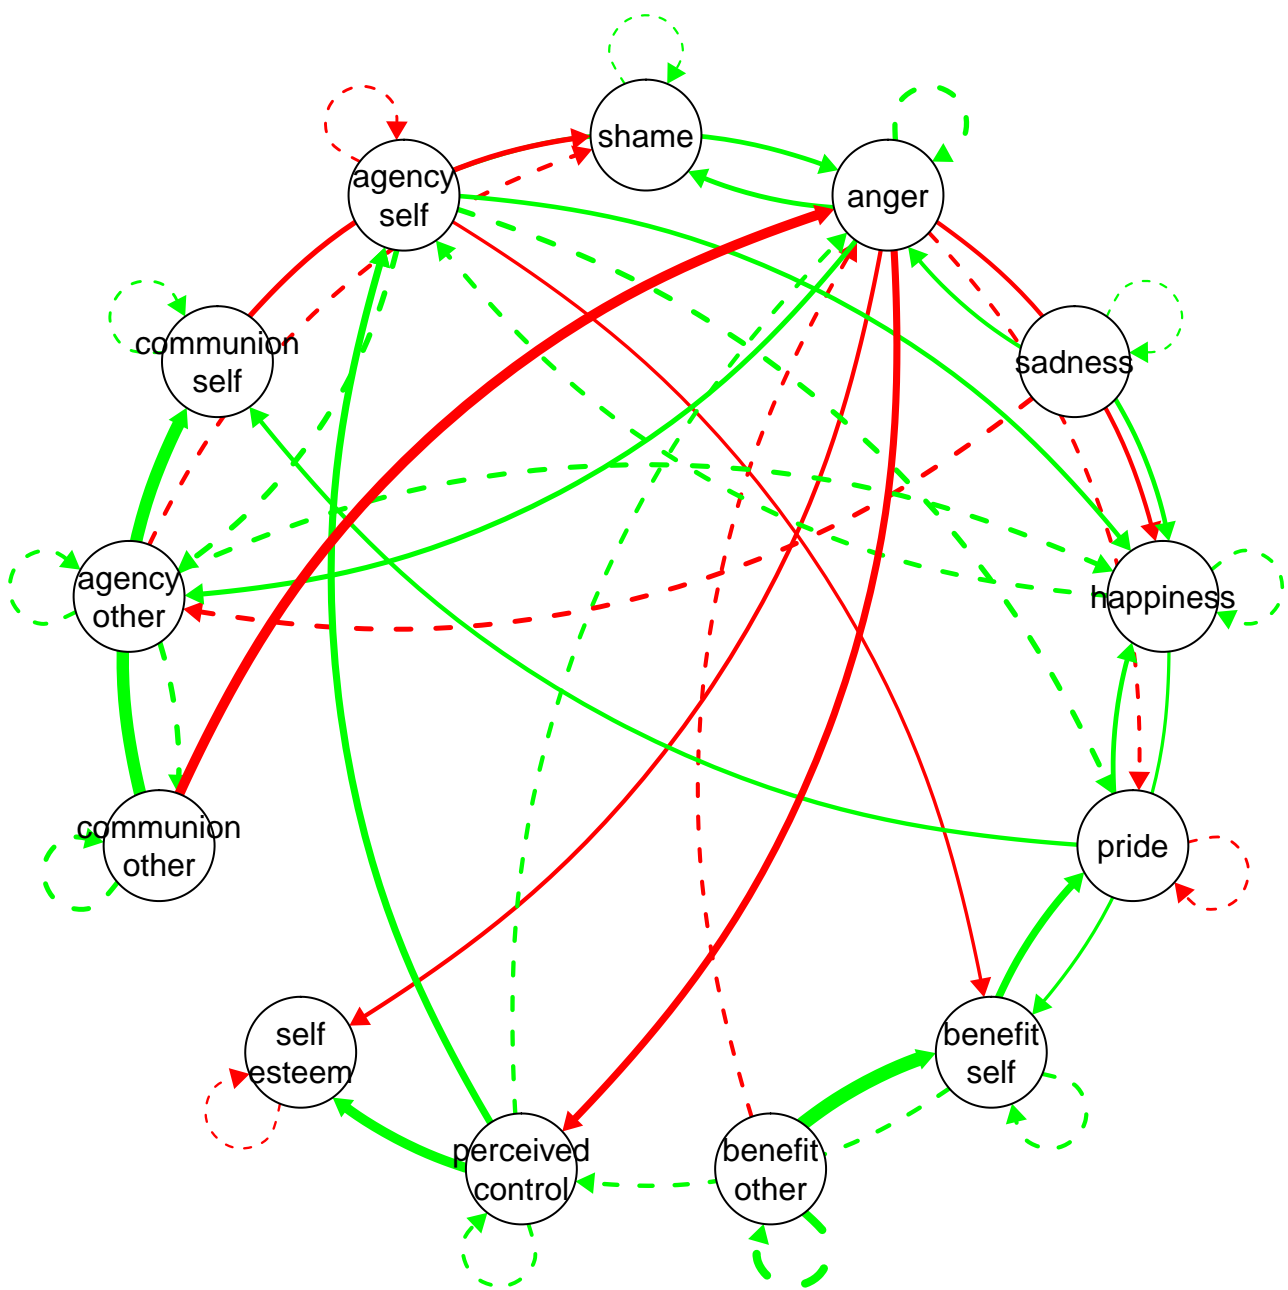 shame
agency
self
anger
communion
self
sadness
agency
other
happiness
communion
other
pride
self
esteem
benefit
self
perceived
control
benefit
other